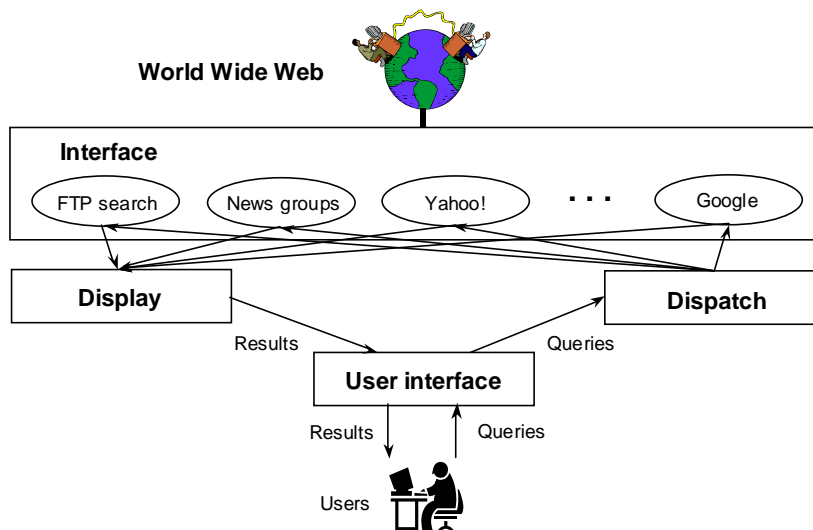 World Wide Web
Interface
FTP search
News groups
Yahoo!
. . .
Google
Display
Dispatch
Results
Queries
User interface
Results
Queries
Users